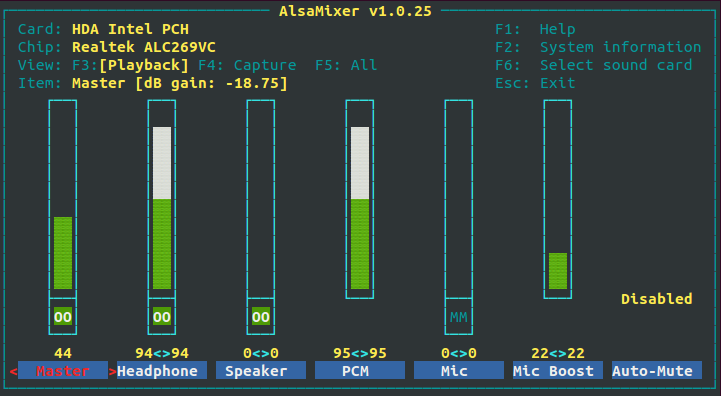 AlsaMixer v1.0.25
Card: HDA Intel PCH F1: Help
Chip: Realtek ALC269VC F2: System information
View: F3:[Playback] F4: Capture F5: All F6: Select sound card
Item: Master [dB gain: -18.75] Esc: Exit
Disabled
OO OO OO MM
44 94<>94 0<>0 95<>95 0<>0 22<>22
< Master >Headphone Speaker PCM Mic Mic Boost Auto-Mute